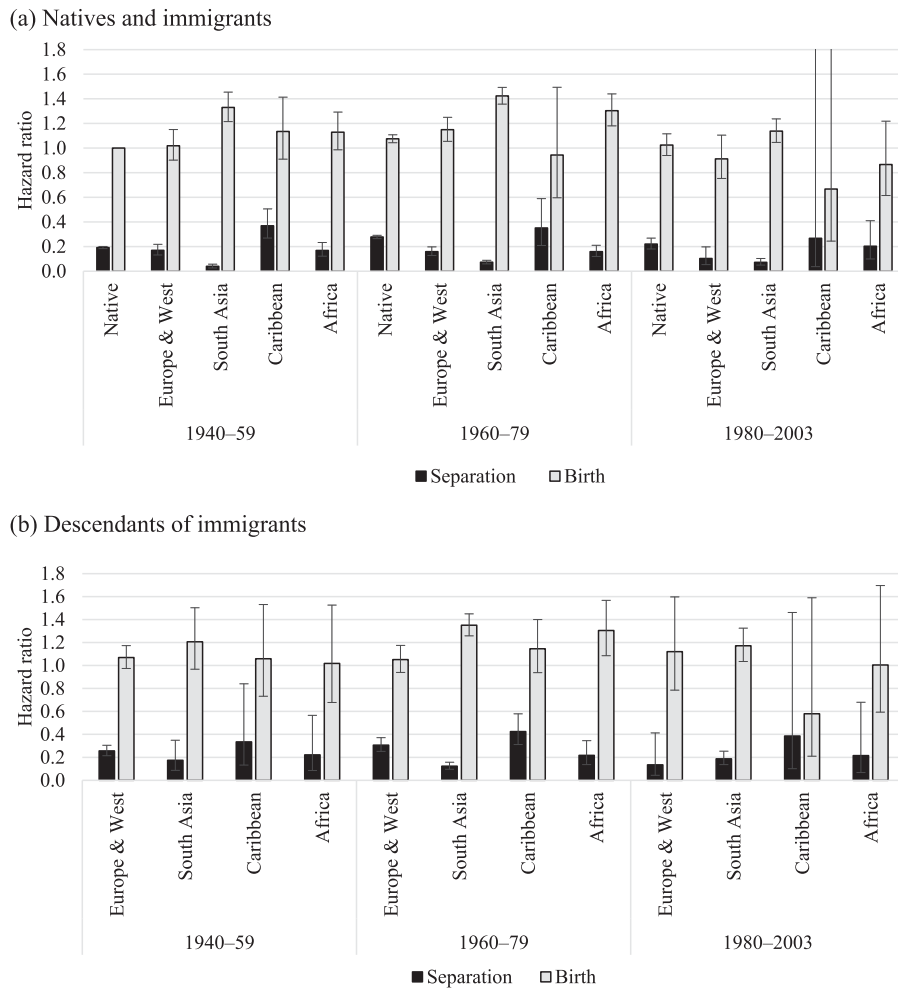 (a) Natives and immigrants
1.8
1.6
1.4
1.2
1.0
0.8
0.6
0.4
0.2
0.0
Hazard ratio
Native
Europe & West
South Asia
Caribbean
Africa
Native
Europe & West
South Asia
Caribbean
Africa
Native
Europe & West
South Asia
Caribbean
Africa
1940–59
1960–79
1980–2003
Separation Birth
(b) Descendants of immigrants
1.8
1.6
1.4
1.2
1.0
0.8
0.6
0.4
0.2
0.0
Hazard ratio
Europe & West
South Asia
Caribbean
Africa
Europe & West
South Asia
Caribbean
Africa
Europe & West
South Asia
Caribbean
Africa
1940–59
1960–79
1980–2003
Separation Birth